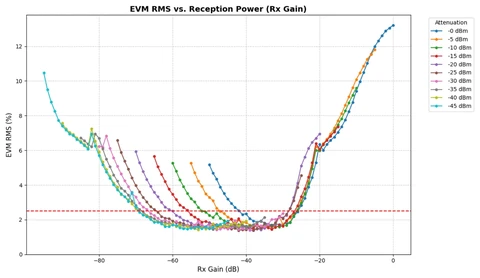 EVM RMS vs. Reception Power (Rx Gain)
Attenuation
-0 dBm
-5 dBm
-10 dBm
-15 dBm
-20 dBm
-25 dBm
-30 dBm
-35 dBm
-40 dBm
-45 dBm
EVM RMS (%)
12
10
8
6
4
2
0
−80
−60
−40
−20
0
Rx Gain (dB)